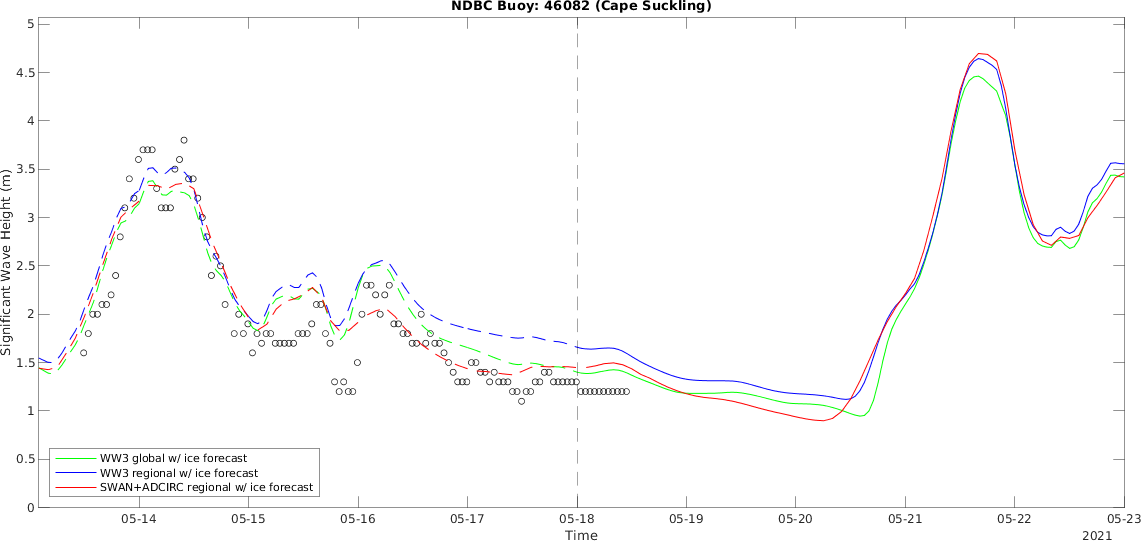 NDBC Buoy: 46082 (Cape Suckling)
5
4.5
4
3.5
3
2.5
2
1.5
1
0.5
0
Significant Wave Height (m)
WW3 global w/ ice forecast
WW3 regional w/ ice forecast
SWAN+ADCIRC regional w/ ice forecast
05-14 05-15 05-16 05-17 05-18 05-19 05-20 05-21 05-22 05-23
Time
2021